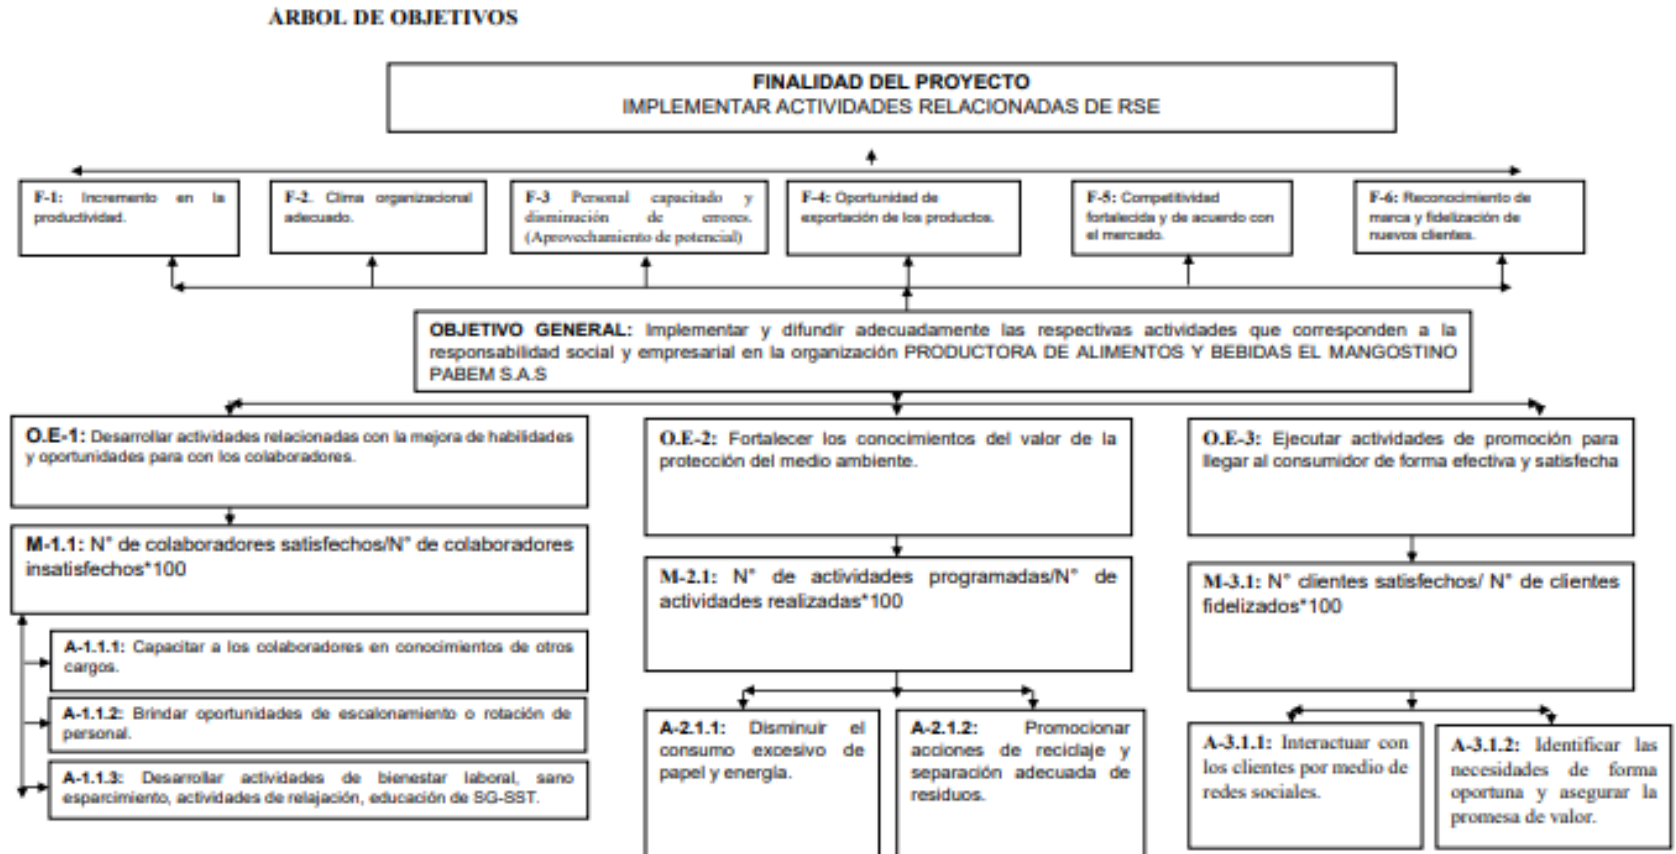 ÁRBOL DE OBJETIVOS
FINALIDAD DEL PROYECTO
IMPLEMENTAR ACTIVIDADES RELACIONADAS DE RSE
F-1: Incremento en la
productividad.
F-2. Clima organizacional
adecuado.
F-3 Personal capacitado y
disminución de errores.
(Aprovechamiento de potencial)
F-4: Oportunidad de
exportación de los productos.
F-5: Competitividad
fortalecida y de acuerdo con
el mercado.
F-6: Reconocimiento de
marca y fidelización de
nuevos clientes.
OBJETIVO GENERAL: Implementar y difundir adecuadamente las respectivas actividades que corresponden a la
responsabilidad social y empresarial en la organización PRODUCTORA DE ALIMENTOS Y BEBIDAS EL MANGOSTINO
PABEM S.A.S
O.E-1: Desarrollar actividades relacionadas con la mejora de habilidades
y oportunidades para con los colaboradores.
M-1.1: N° de colaboradores satisfechos/N° de colaboradores
insatisfechos*100
A-1.1.1: Capacitar a los colaboradores en conocimientos de otros
cargos.
A-1.1.2: Brindar oportunidades de escalonamiento o rotación de
personal.
A-1.1.3: Desarrollar actividades de bienestar laboral, sano
esparcimiento, actividades de relajación, educación de SG-SST.
O.E-2: Fortalecer los conocimientos del valor de la
protección del medio ambiente.
M-2.1: N° de actividades programadas/N° de
actividades realizadas*100
A-2.1.1: Disminuir el
consumo excesivo de
papel y energía.
A-2.1.2: Promocionar
acciones de reciclaje y
separación adecuada de
residuos.
O.E-3: Ejecutar actividades de promoción para
llegar al consumidor de forma efectiva y satisfecha
M-3.1: N° clientes satisfechos/ N° de clientes
fidelizados*100
A-3.1.1: Interactuar con
los clientes por medio de
redes sociales.
A-3.1.2: Identificar las
necesidades de forma
oportuna y asegurar la
promesa de valor.